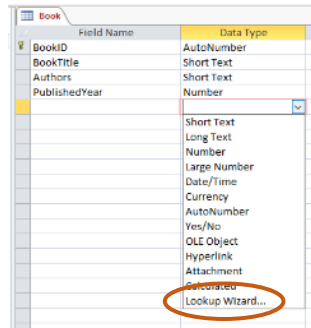 Book
Field Name Data Type
BookID AutoNumber
BookTitle Short Text
Authors Short Text
PublishedYear Number
Short Text
Long Text
Number
Large Number
Date/Time
Currency
AutoNumber
Yes/No
OLE Object
Hyperlink
Attachment
Calculated
Lookup Wizard...